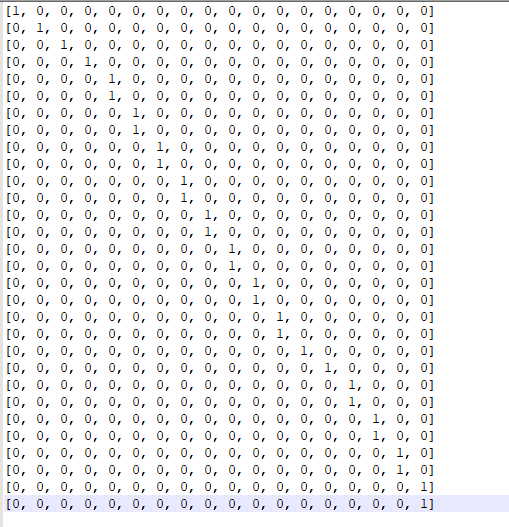 [1, 0, 0, 0, 0, 0, 0, 0, 0, 0, 0, 0, 0, 0, 0, 0, 0, 0]
[0, 1, 0, 0, 0, 0, 0, 0, 0, 0, 0, 0, 0, 0, 0, 0, 0, 0]
[0, 0, 1, 0, 0, 0, 0, 0, 0, 0, 0, 0, 0, 0, 0, 0, 0, 0]
[0, 0, 0, 1, 0, 0, 0, 0, 0, 0, 0, 0, 0, 0, 0, 0, 0, 0]
[0, 0, 0, 0, 1, 0, 0, 0, 0, 0, 0, 0, 0, 0, 0, 0, 0, 0]
[0, 0, 0, 0, 1, 0, 0, 0, 0, 0, 0, 0, 0, 0, 0, 0, 0, 0]
[0, 0, 0, 0, 0, 1, 0, 0, 0, 0, 0, 0, 0, 0, 0, 0, 0, 0]
[0, 0, 0, 0, 0, 1, 0, 0, 0, 0, 0, 0, 0, 0, 0, 0, 0, 0]
[0, 0, 0, 0, 0, 0, 1, 0, 0, 0, 0, 0, 0, 0, 0, 0, 0, 0]
[0, 0, 0, 0, 0, 0, 1, 0, 0, 0, 0, 0, 0, 0, 0, 0, 0, 0]
[0, 0, 0, 0, 0, 0, 0, 1, 0, 0, 0, 0, 0, 0, 0, 0, 0, 0]
[0, 0, 0, 0, 0, 0, 0, 1, 0, 0, 0, 0, 0, 0, 0, 0, 0, 0]
[0, 0, 0, 0, 0, 0, 0, 0, 1, 0, 0, 0, 0, 0, 0, 0, 0, 0]
[0, 0, 0, 0, 0, 0, 0, 0, 1, 0, 0, 0, 0, 0, 0, 0, 0, 0]
[0, 0, 0, 0, 0, 0, 0, 0, 0, 1, 0, 0, 0, 0, 0, 0, 0, 0]
[0, 0, 0, 0, 0, 0, 0, 0, 0, 1, 0, 0, 0, 0, 0, 0, 0, 0]
[0, 0, 0, 0, 0, 0, 0, 0, 0, 0, 1, 0, 0, 0, 0, 0, 0, 0]
[0, 0, 0, 0, 0, 0, 0, 0, 0, 0, 1, 0, 0, 0, 0, 0, 0, 0]
[0, 0, 0, 0, 0, 0, 0, 0, 0, 0, 0, 1, 0, 0, 0, 0, 0, 0]
[0, 0, 0, 0, 0, 0, 0, 0, 0, 0, 0, 1, 0, 0, 0, 0, 0, 0]
[0, 0, 0, 0, 0, 0, 0, 0, 0, 0, 0, 0, 1, 0, 0, 0, 0, 0]
[0, 0, 0, 0, 0, 0, 0, 0, 0, 0, 0, 0, 0, 1, 0, 0, 0, 0]
[0, 0, 0, 0, 0, 0, 0, 0, 0, 0, 0, 0, 0, 0, 1, 0, 0, 0]
[0, 0, 0, 0, 0, 0, 0, 0, 0, 0, 0, 0, 0, 0, 1, 0, 0, 0]
[0, 0, 0, 0, 0, 0, 0, 0, 0, 0, 0, 0, 0, 0, 0, 1, 0, 0]
[0, 0, 0, 0, 0, 0, 0, 0, 0, 0, 0, 0, 0, 0, 0, 1, 0, 0]
[0, 0, 0, 0, 0, 0, 0, 0, 0, 0, 0, 0, 0, 0, 0, 0, 1, 0]
[0, 0, 0, 0, 0, 0, 0, 0, 0, 0, 0, 0, 0, 0, 0, 0, 1, 0]
[0, 0, 0, 0, 0, 0, 0, 0, 0, 0, 0, 0, 0, 0, 0, 0, 0, 1]
[0, 0, 0, 0, 0, 0, 0, 0, 0, 0, 0, 0, 0, 0, 0, 0, 0, 1]